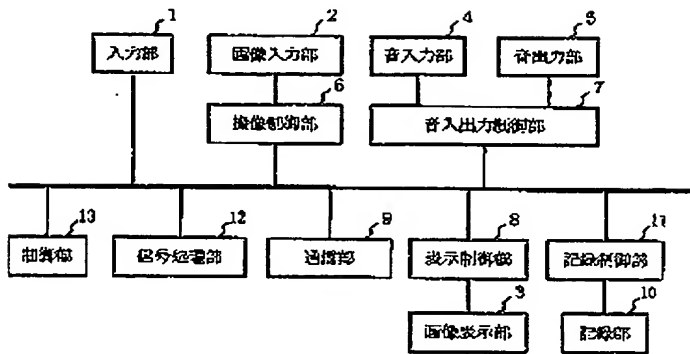 1
2
4
5
入力部
画像入力部
音入力部
音出力部
6
7
撮像制御部
音入出力制御部
13
12
9
8
11
制御部
信号処理部
通信部
表示制御部
記録制御部
3
10
画像表示部
記録部